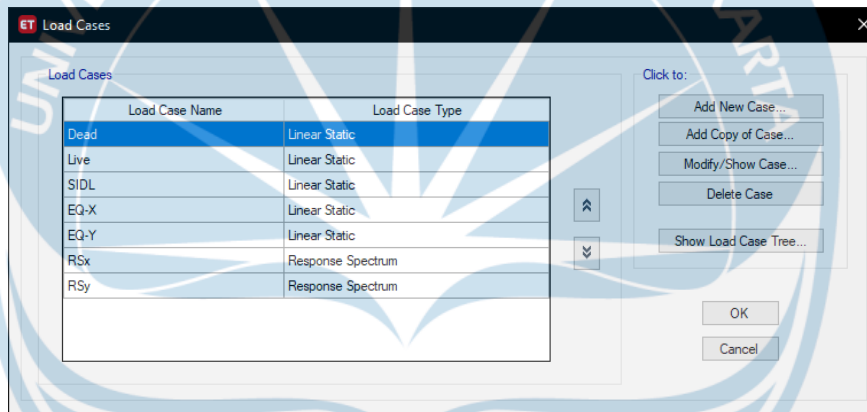 ET Load Cases
Load Cases
Load Case Name Load Case Type
Dead Linear Static
Live Linear Static
SIDL Linear Static
EQ-X Linear Static
EQ-Y Linear Static
RSx Response Spectrum
RSy Response Spectrum
Click to:
Add New Case...
Add Copy of Case...
Modify/Show Case...
Delete Case
Show Load Case Tree...
OK
Cancel